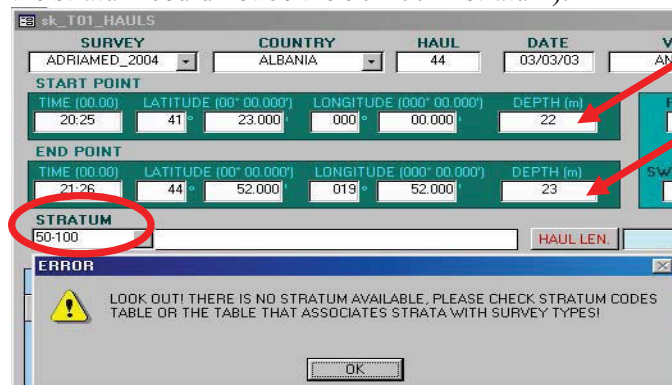 sk_T01_HAULS
SURVEY COUNTRY HAUL DATE
ADRIAMED_2004 ALBANIA 44 03/03/03 AN
START POINT
TIME (00.00) LATITUDE (00° 00.000') LONGITUDE (000° 00.000') DEPTH (m)
20:25 41 ° 23.000 ' 000 ° 00.000 ' 22
END POINT
TIME (00.00) LATITUDE (00° 00.000') LONGITUDE (000° 00.000') DEPTH (m)
SW
21:26 44 ° 52.000 ' 019 ° 52.000 ' 23
STRATUM
50-100 HAUL LEN.
ERROR
LOOK OUT! THERE IS NO STRATUM AVAILABLE, PLEASE CHECK STRATUM CODES
TABLE OR THE TABLE THAT ASSOCIATES STRATA WITH SURVEY TYPES!
OK